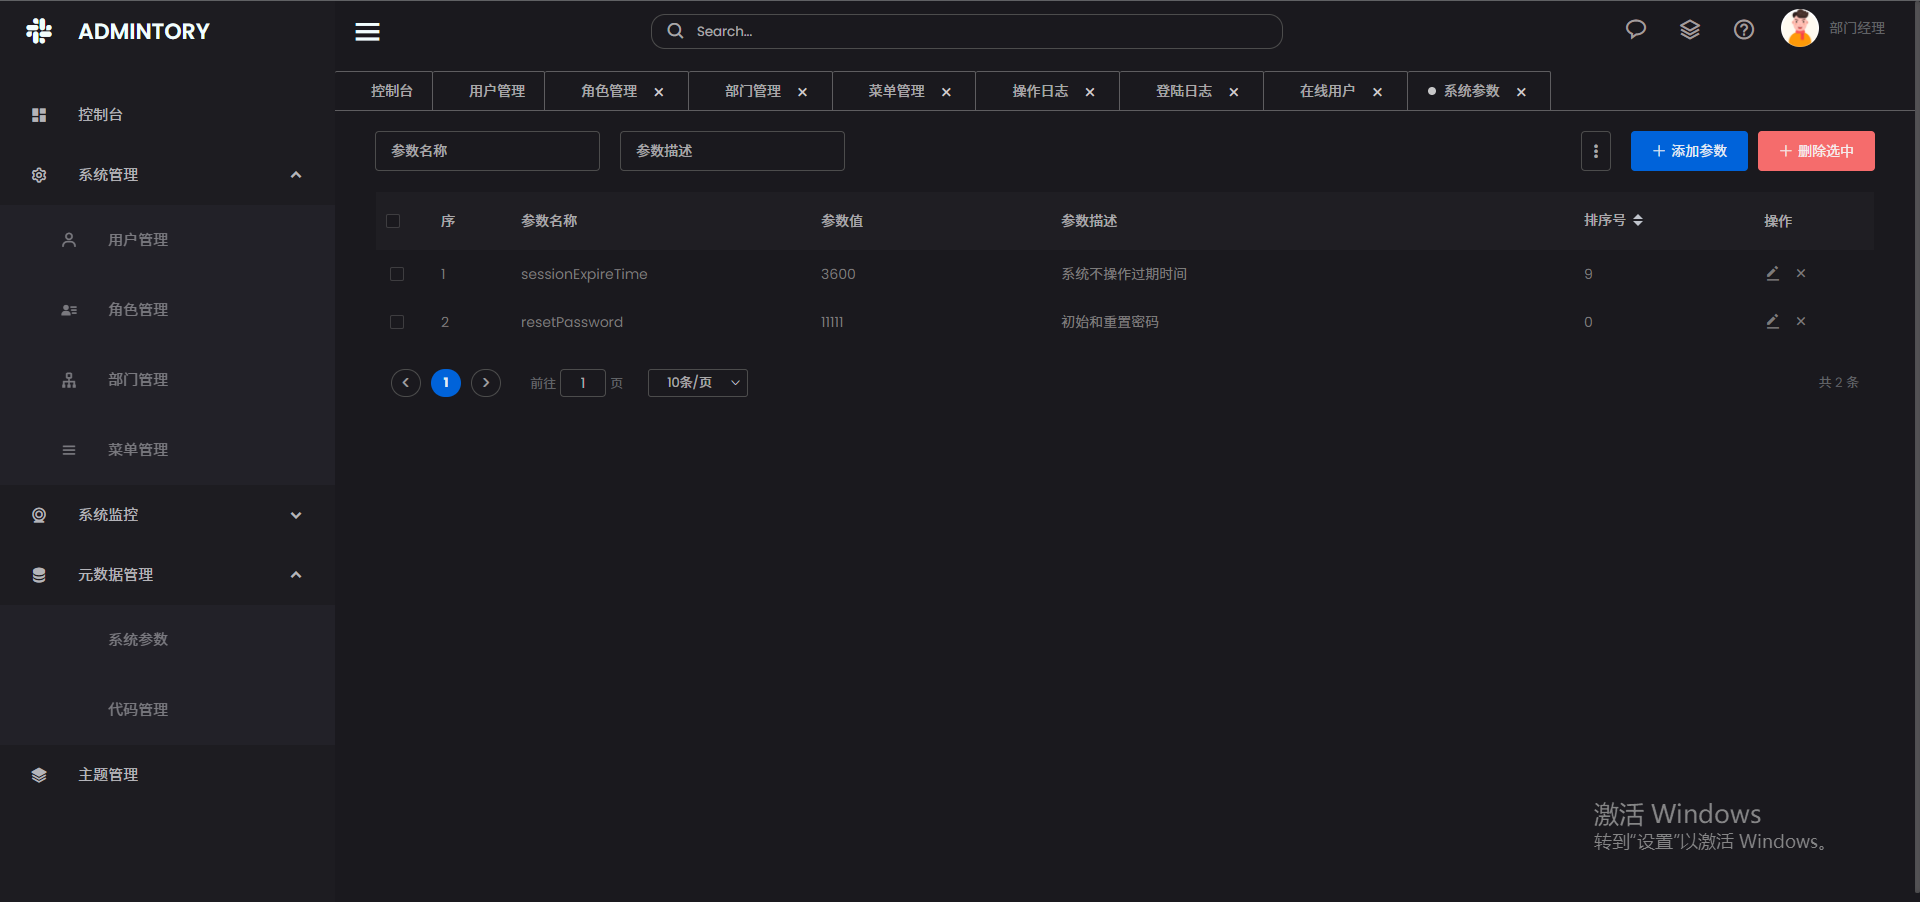 ADMINTORY
Search...
部门经理
控制台
系统管理
用户管理
角色管理
部门管理
菜单管理
系统监控
元数据管理
系统参数
代码管理
主题管理
控制台 用户管理 角色管理 部门管理 菜单管理 操作日志 登陆日志 在线用户 系统参数
参数名称 参数描述 添加参数 删除选中
序 参数名称 参数值 参数描述 排序号 操作
1 sessionExpireTime 3600 系统不操作过期时间 9
2 resetPassword 11111 初始和重置密码 0
1 前往 1 页 10条/页 共 2 条
激活 Windows
转到"设置"以激活 Windows。